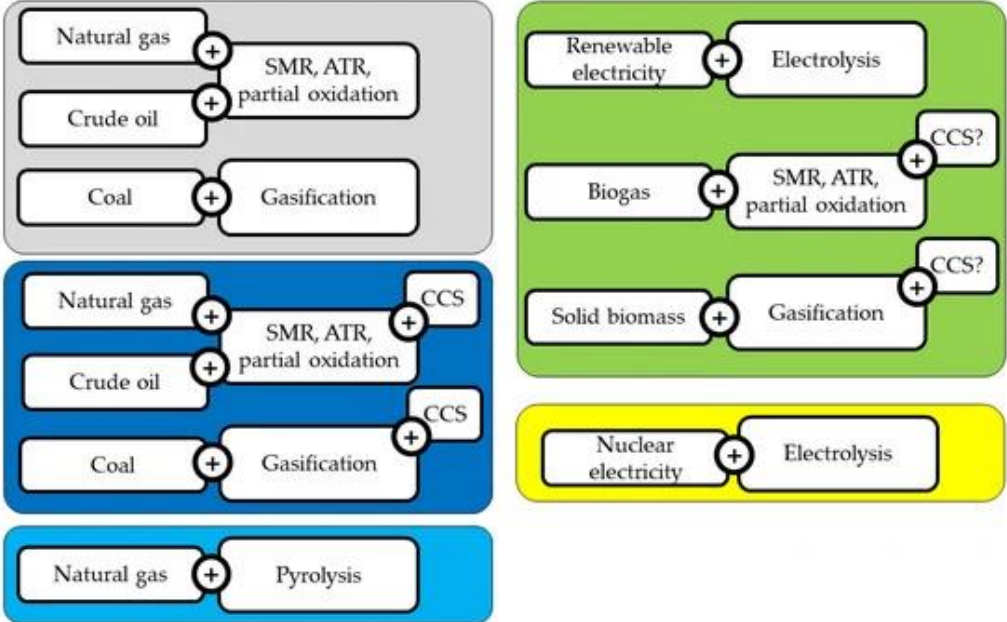 Natural gas
+
SMR, ATR,
partial oxidation
+
Crude oil
Coal
+
Gasification
Natural gas
+
SMR, ATR,
partial oxidation
+
CCS
+
Crude oil
Coal
+
Gasification
+
CCS
Natural gas
+
Pyrolysis
Renewable
electricity
+
Electrolysis
Biogas
+
SMR, ATR,
partial oxidation
+
CCS?
Solid biomass
+
Gasification
+
CCS?
Nuclear
electricity
+
Electrolysis